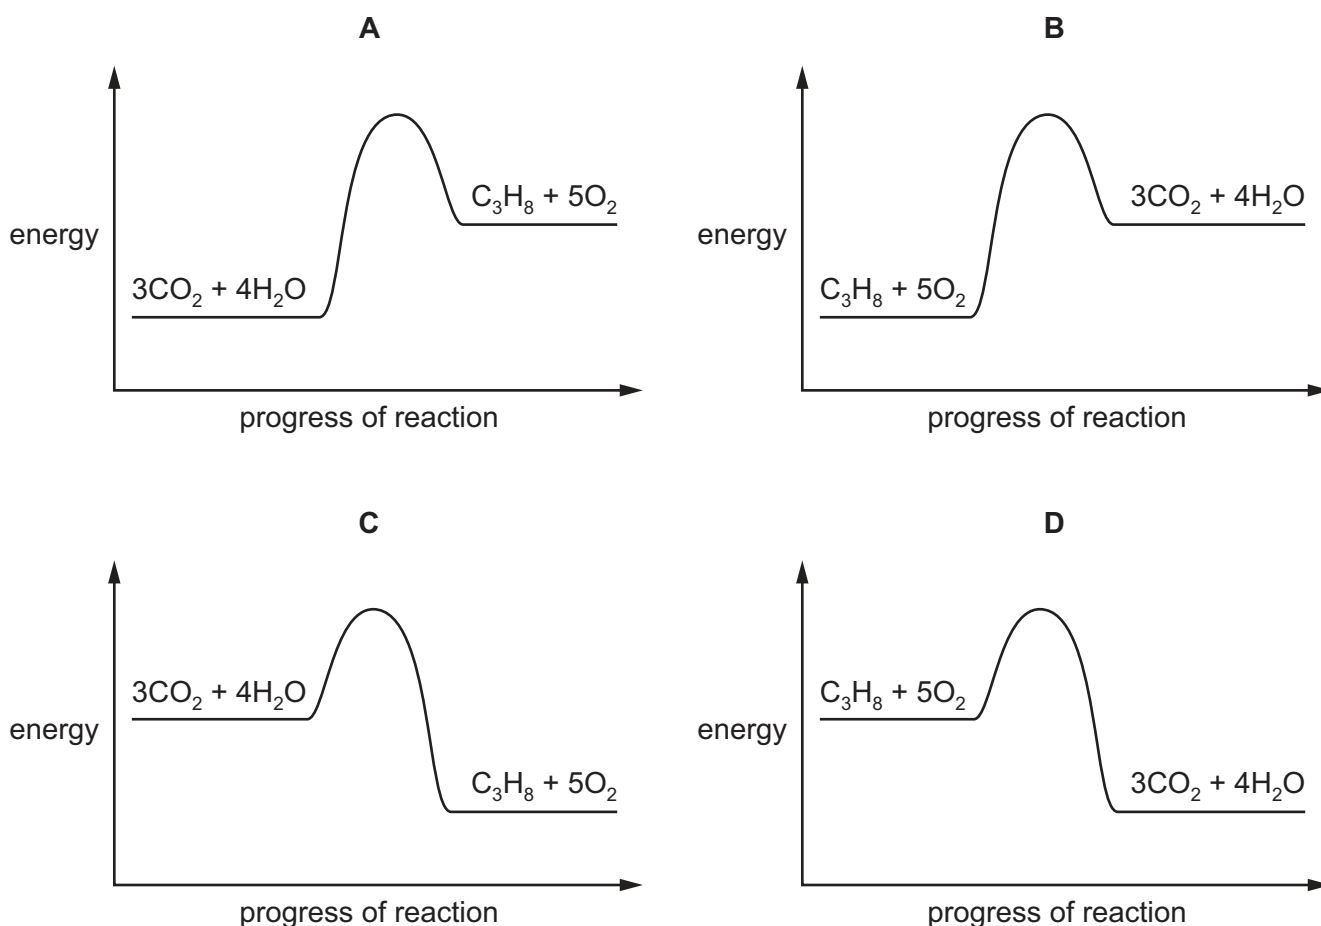 A
energy
3CO₂ + 4H₂O
C₃H₈ + 5O₂
progress of reaction
B
energy
C₃H₈ + 5O₂
3CO₂ + 4H₂O
progress of reaction
C
energy
3CO₂ + 4H₂O
C₃H₈ + 5O₂
progress of reaction
D
energy
C₃H₈ + 5O₂
3CO₂ + 4H₂O
progress of reaction